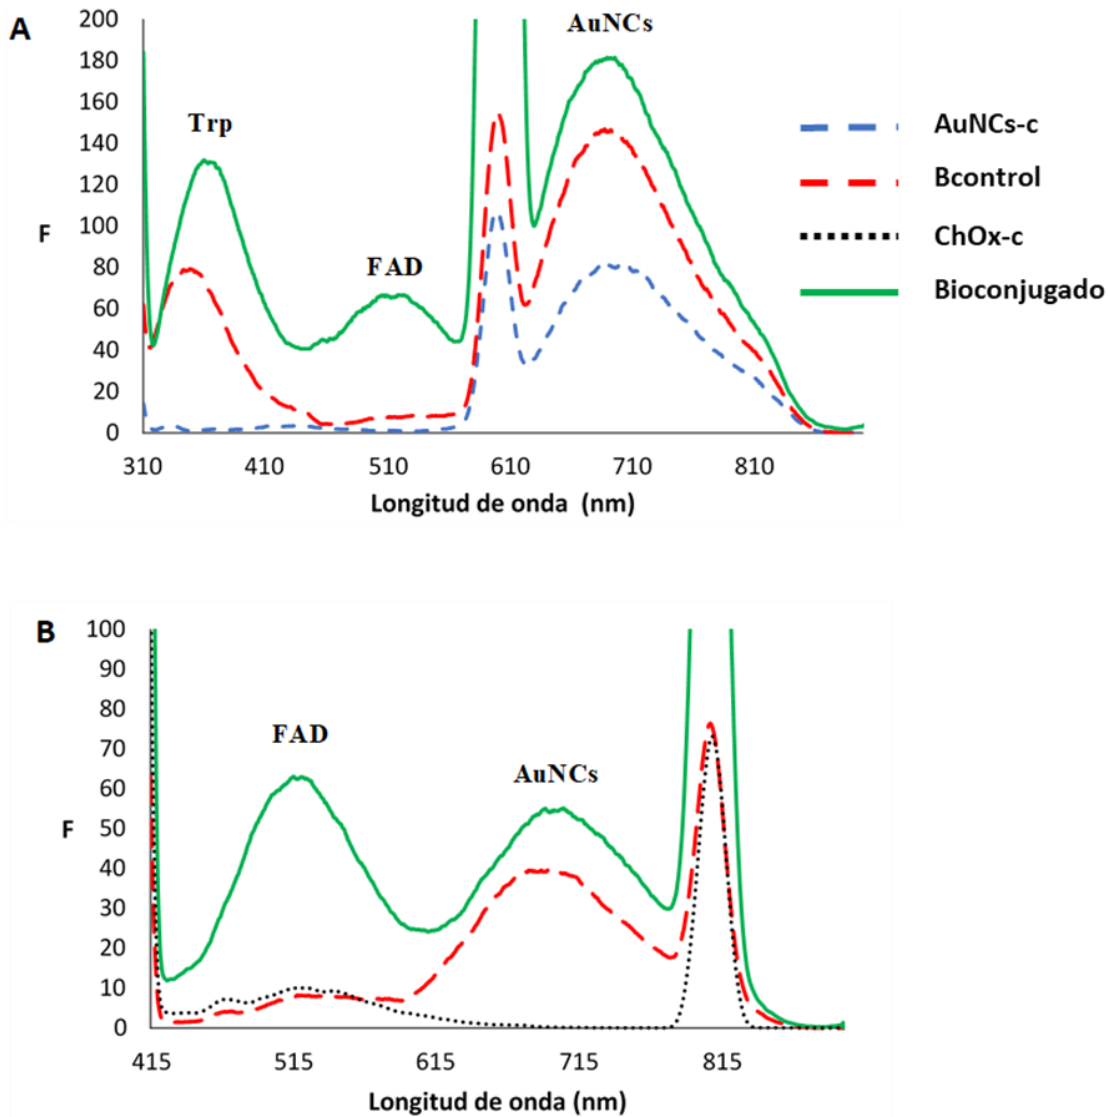 A
200
180
160
140
120
100
80
60
40
20
0
F
Trp
FAD
AuNCs
310 410 510 610 710 810
Longitud de onda (nm)
AuNCs-c
Bcontrol
ChOx-c
Bioconjugado
B
100
90
80
70
60
50
40
30
20
10
0
F
FAD
AuNCs
415 515 615 715 815
Longitud de onda (nm)